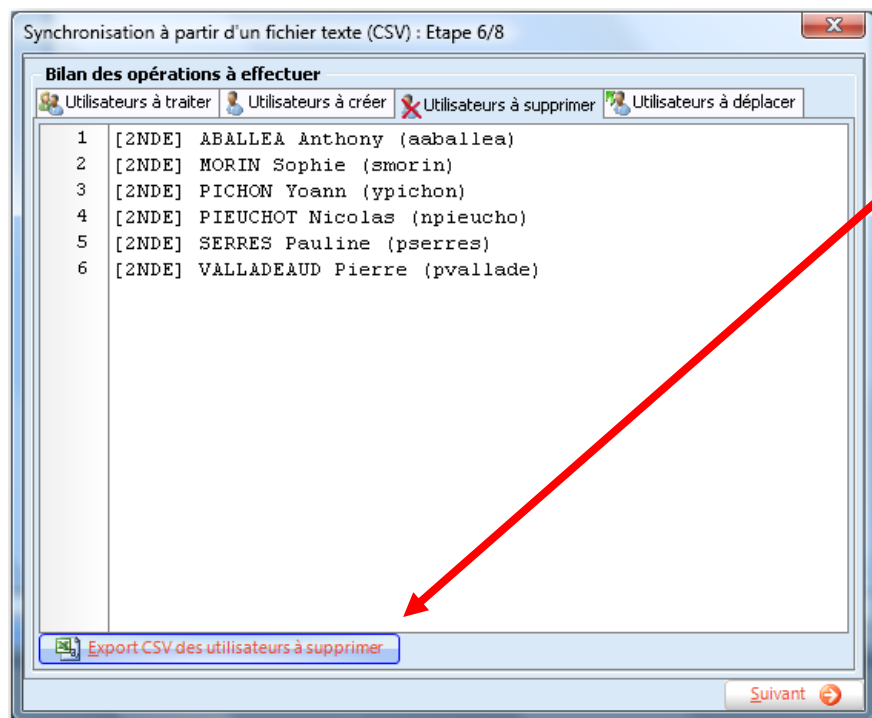 Synchronisation à partir d'un fichier texte (CSV) : Etape 6/8
Bilan des opérations à effectuer
Utilisateurs à traiter Utilisateurs à créer Utilisateurs à supprimer Utilisateurs à déplacer
1 [2NDE] ABALLEA Anthony (aaballea)
2 [2NDE] MORIN Sophie (smorin)
3 [2NDE] PICHON Yoann (ypichon)
4 [2NDE] PIEUCHOT Nicolas (npieucho)
5 [2NDE] SERRES Pauline (pserres)
6 [2NDE] VALLADEAUD Pierre (pvallade)
Export CSV des utilisateurs à supprimer
Suivant